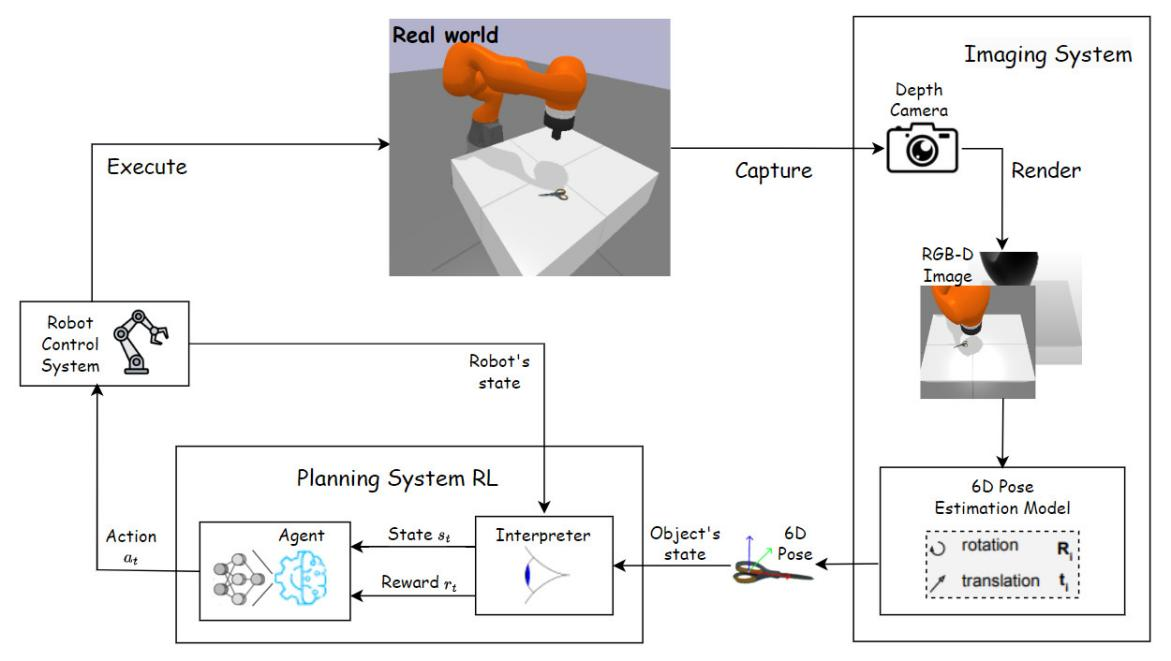 Real world
Imaging System
Depth
Camera
Execute
Capture
Render
RGB-D
Image
Robot
Control
System
Robot's
state
Planning System RL
6D Pose
Estimation Model
rotation R_i
translation t_i
Action
a_t
Agent
State s_t
Reward r_t
Interpreter
Object's
state
6D
Pose